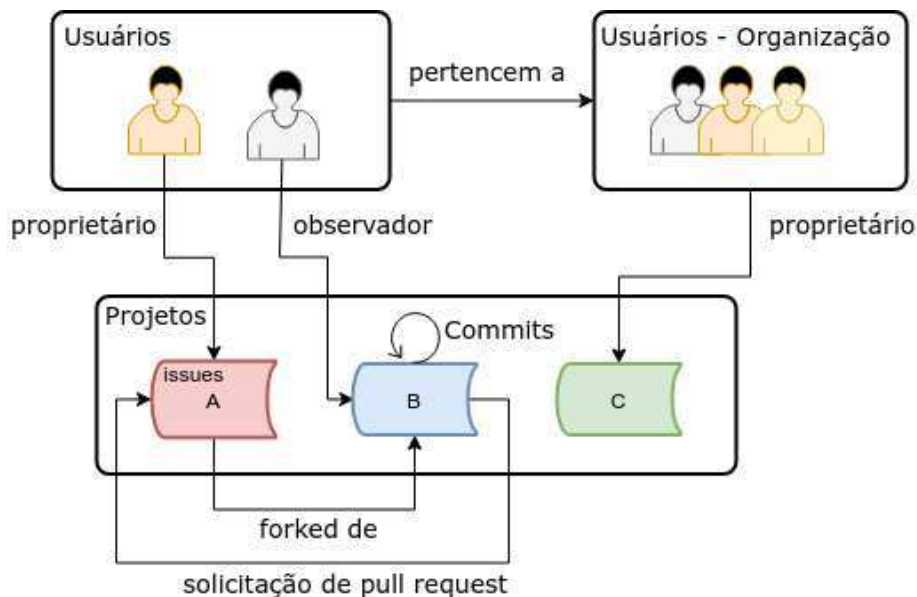 Usuários
Usuários - Organização
pertencem a
proprietário
observador
proprietário
Projetos
Commits
issues
A
B
C
forked de
solicitação de pull request